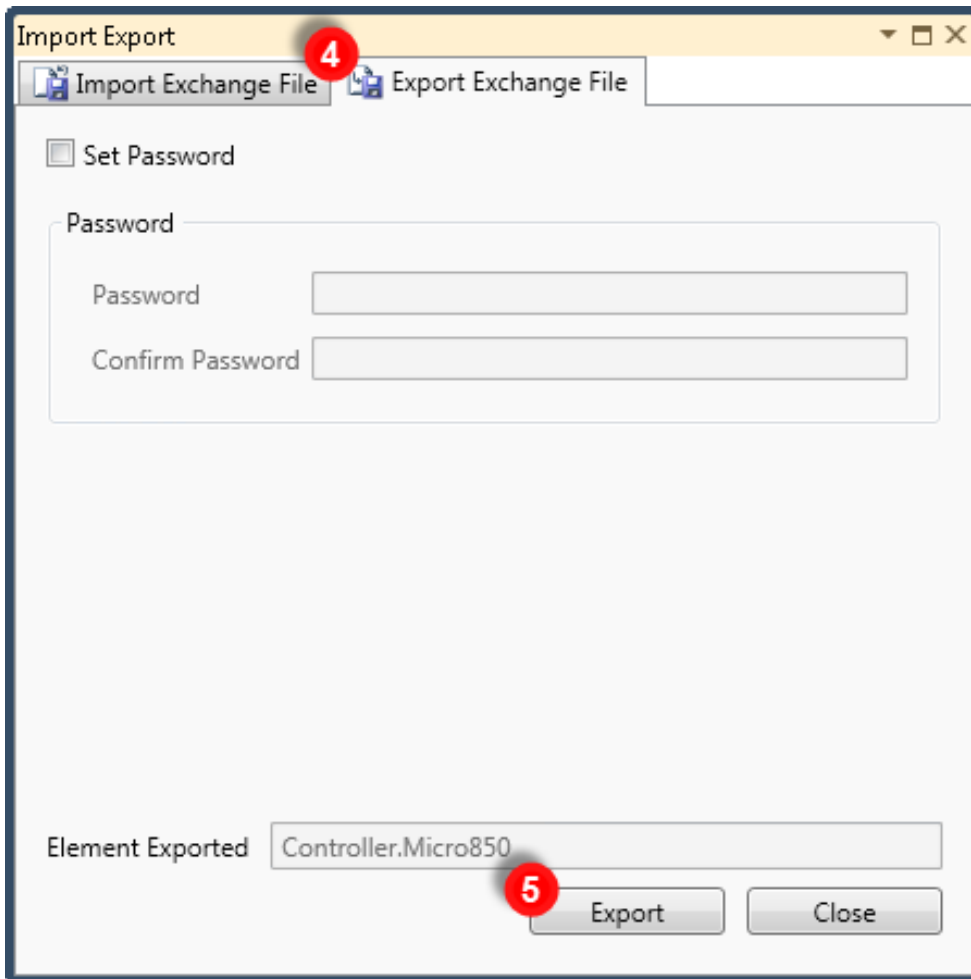 Import Export
4
Import Exchange File Export Exchange File
Set Password
Password
Password
Confirm Password
Element Exported Controller.Micro850
5
Export Close